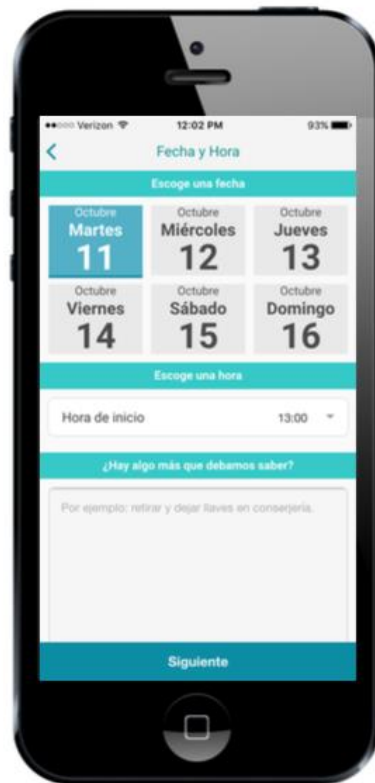 ●●○○○ Verizon 12:02 PM 93%
Fecha y Hora
Escoge una fecha
Octubre Octubre Octubre
Martes Miércoles Jueves
11 12 13
Octubre Octubre Octubre
Viernes Sábado Domingo
14 15 16
Escoge una hora
Hora de inicio 13:00
¿Hay algo más que debamos saber?
Por ejemplo: retirar y dejar llaves en conserjería.
Siguiente